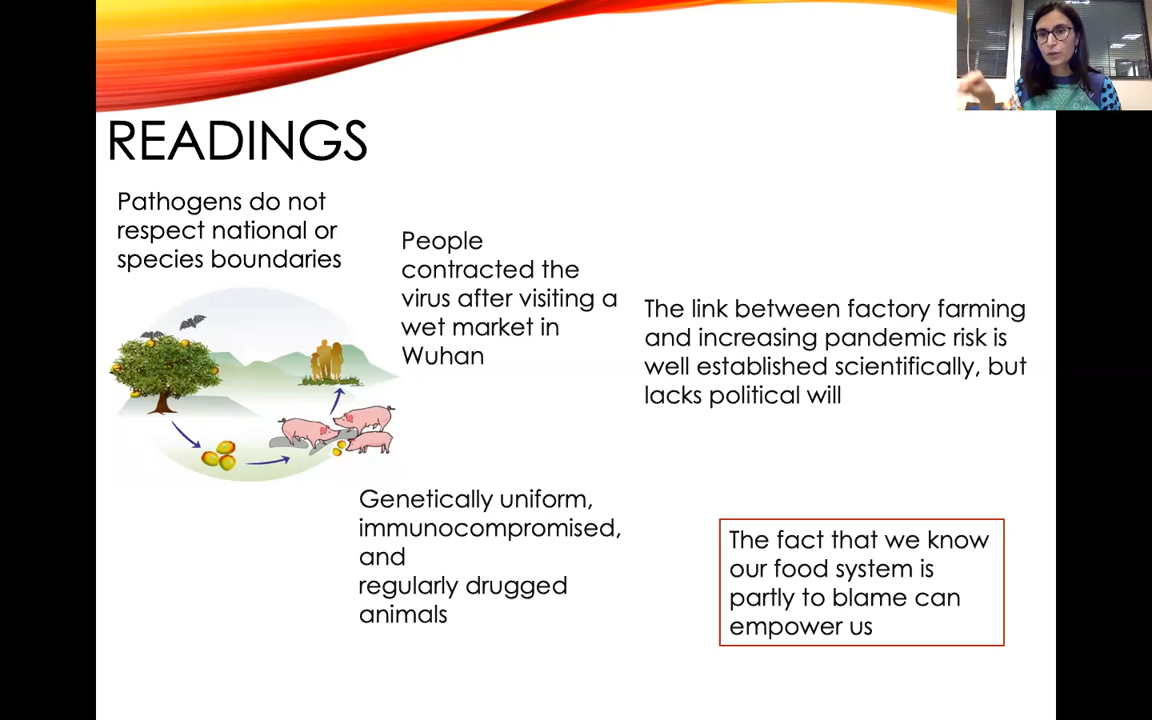 READINGS
Pathogens do not
respect national or
species boundaries
People
contracted the
virus after visiting a
wet market in
Wuhan
The link between factory farming
and increasing pandemic risk is
well established scientifically, but
lacks political will
Genetically uniform,
immunocompromised,
and
regularly drugged
animals
The fact that we know
our food system is
partly to blame can
empower us